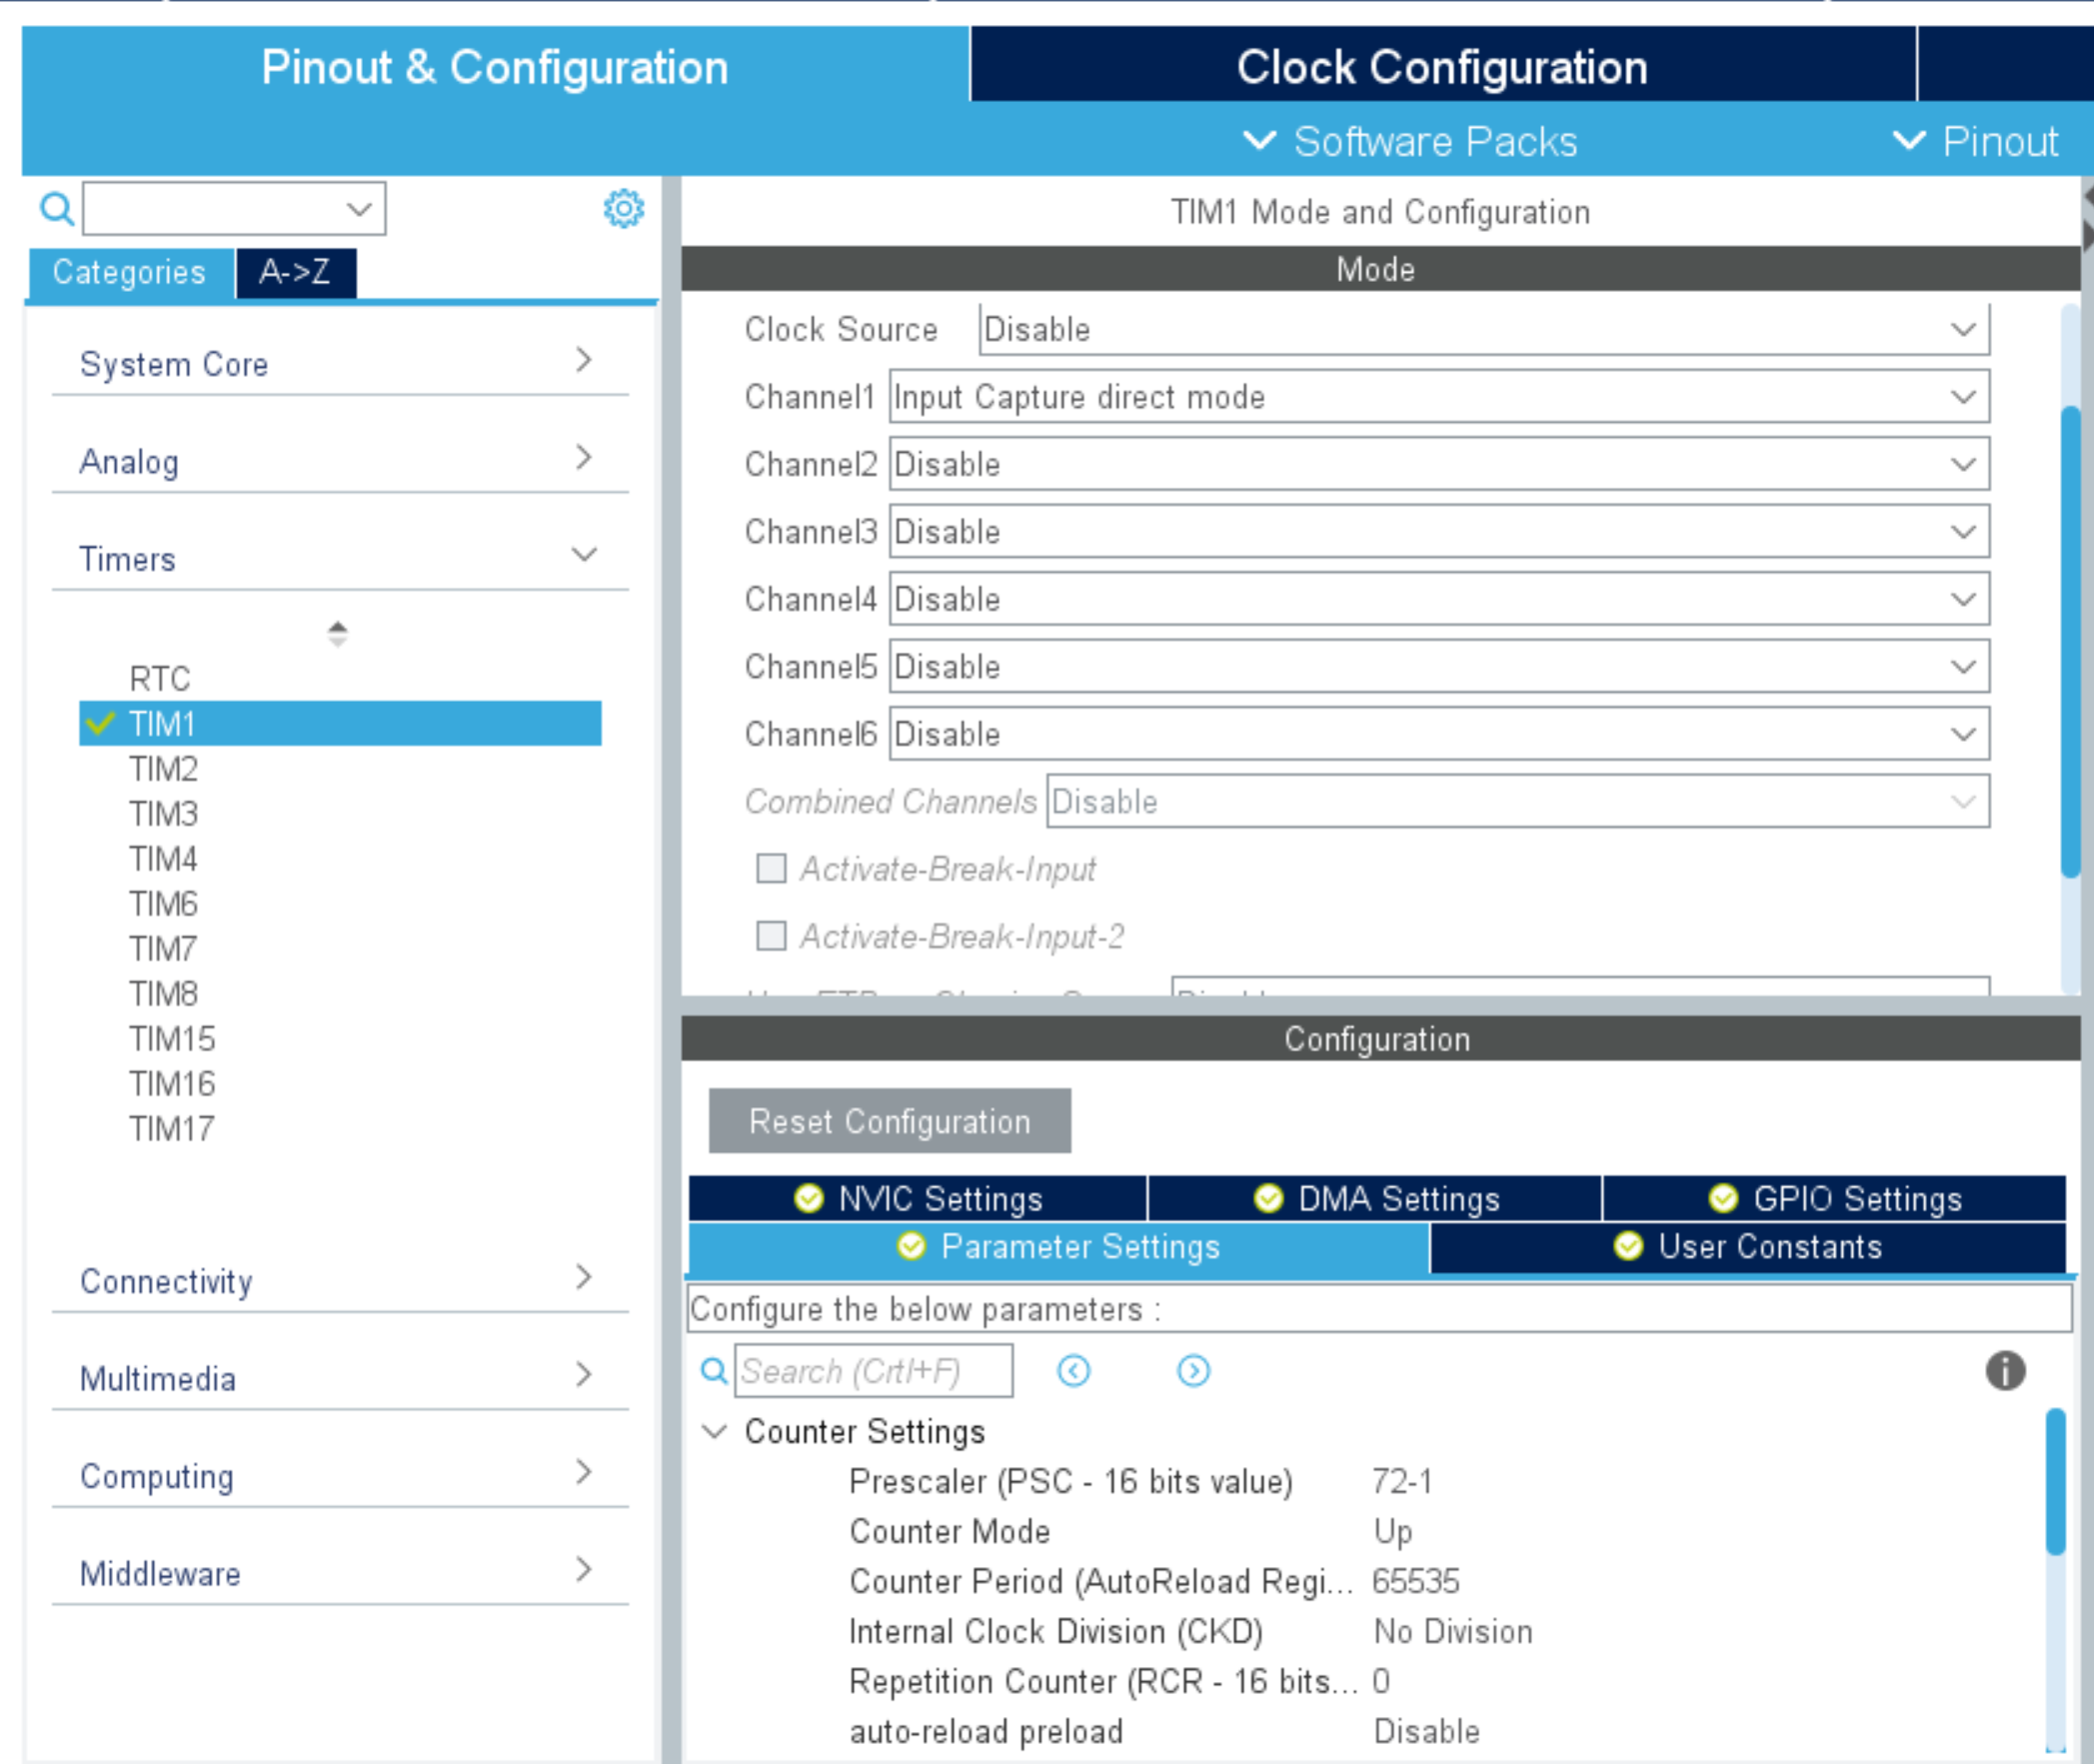 Pinout & Configuration
Clock Configuration
Software Packs
Pinout
Categories
A->Z
System Core
Analog
Timers
RTC
TIM1
TIM2
TIM3
TIM4
TIM6
TIM7
TIM8
TIM15
TIM16
TIM17
Connectivity
Multimedia
Computing
Middleware
TIM1 Mode and Configuration
Mode
Clock Source Disable
Channel1 Input Capture direct mode
Channel2 Disable
Channel3 Disable
Channel4 Disable
Channel5 Disable
Channel6 Disable
Combined Channels Disable
Activate-Break-Input
Activate-Break-Input-2
Configuration
Reset Configuration
NVIC Settings
DMA Settings
GPIO Settings
Parameter Settings
User Constants
Configure the below parameters :
Search (Crtl+F)
Counter Settings
Prescaler (PSC - 16 bits value) 72-1
Counter Mode Up
Counter Period (AutoReload Regi... 65535
Internal Clock Division (CKD) No Division
Repetition Counter (RCR - 16 bits... 0
auto-reload preload Disable